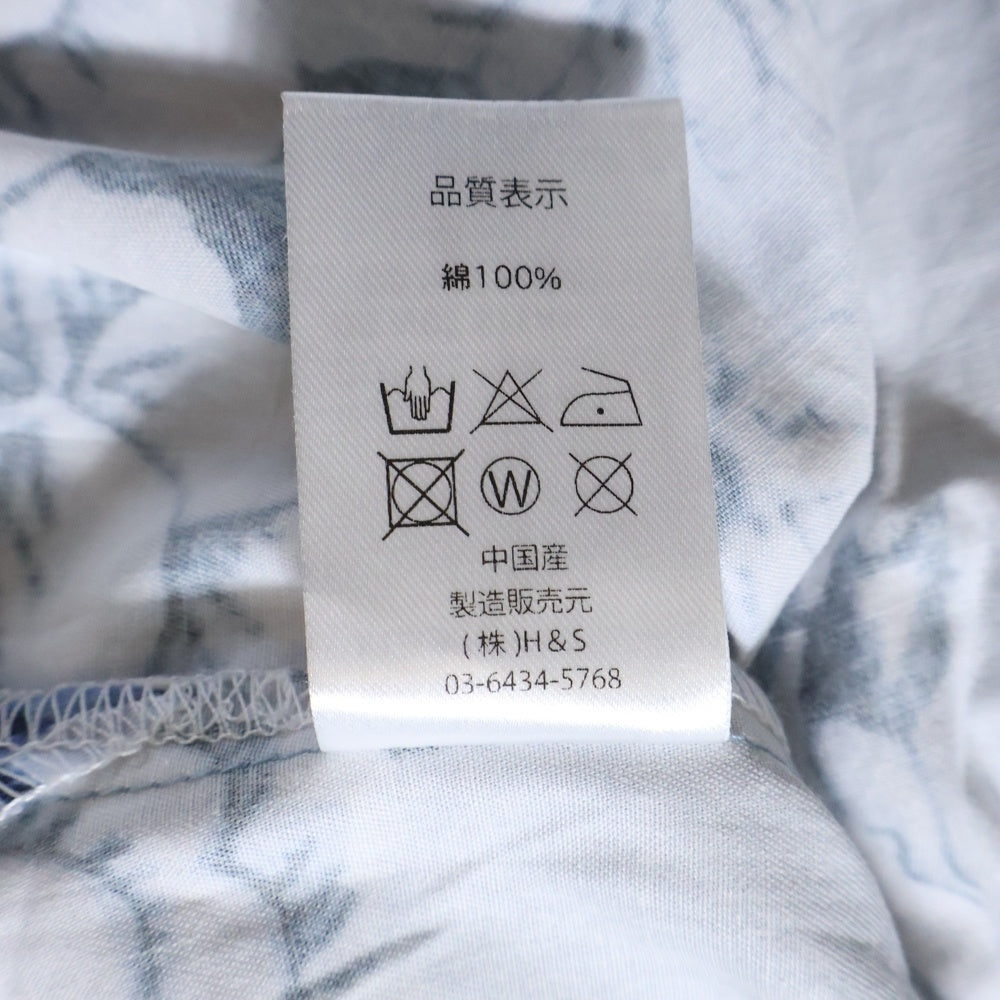 品質表示
綿100%
W
中国産
製造販売元
(株)H&S
03-6434-5768